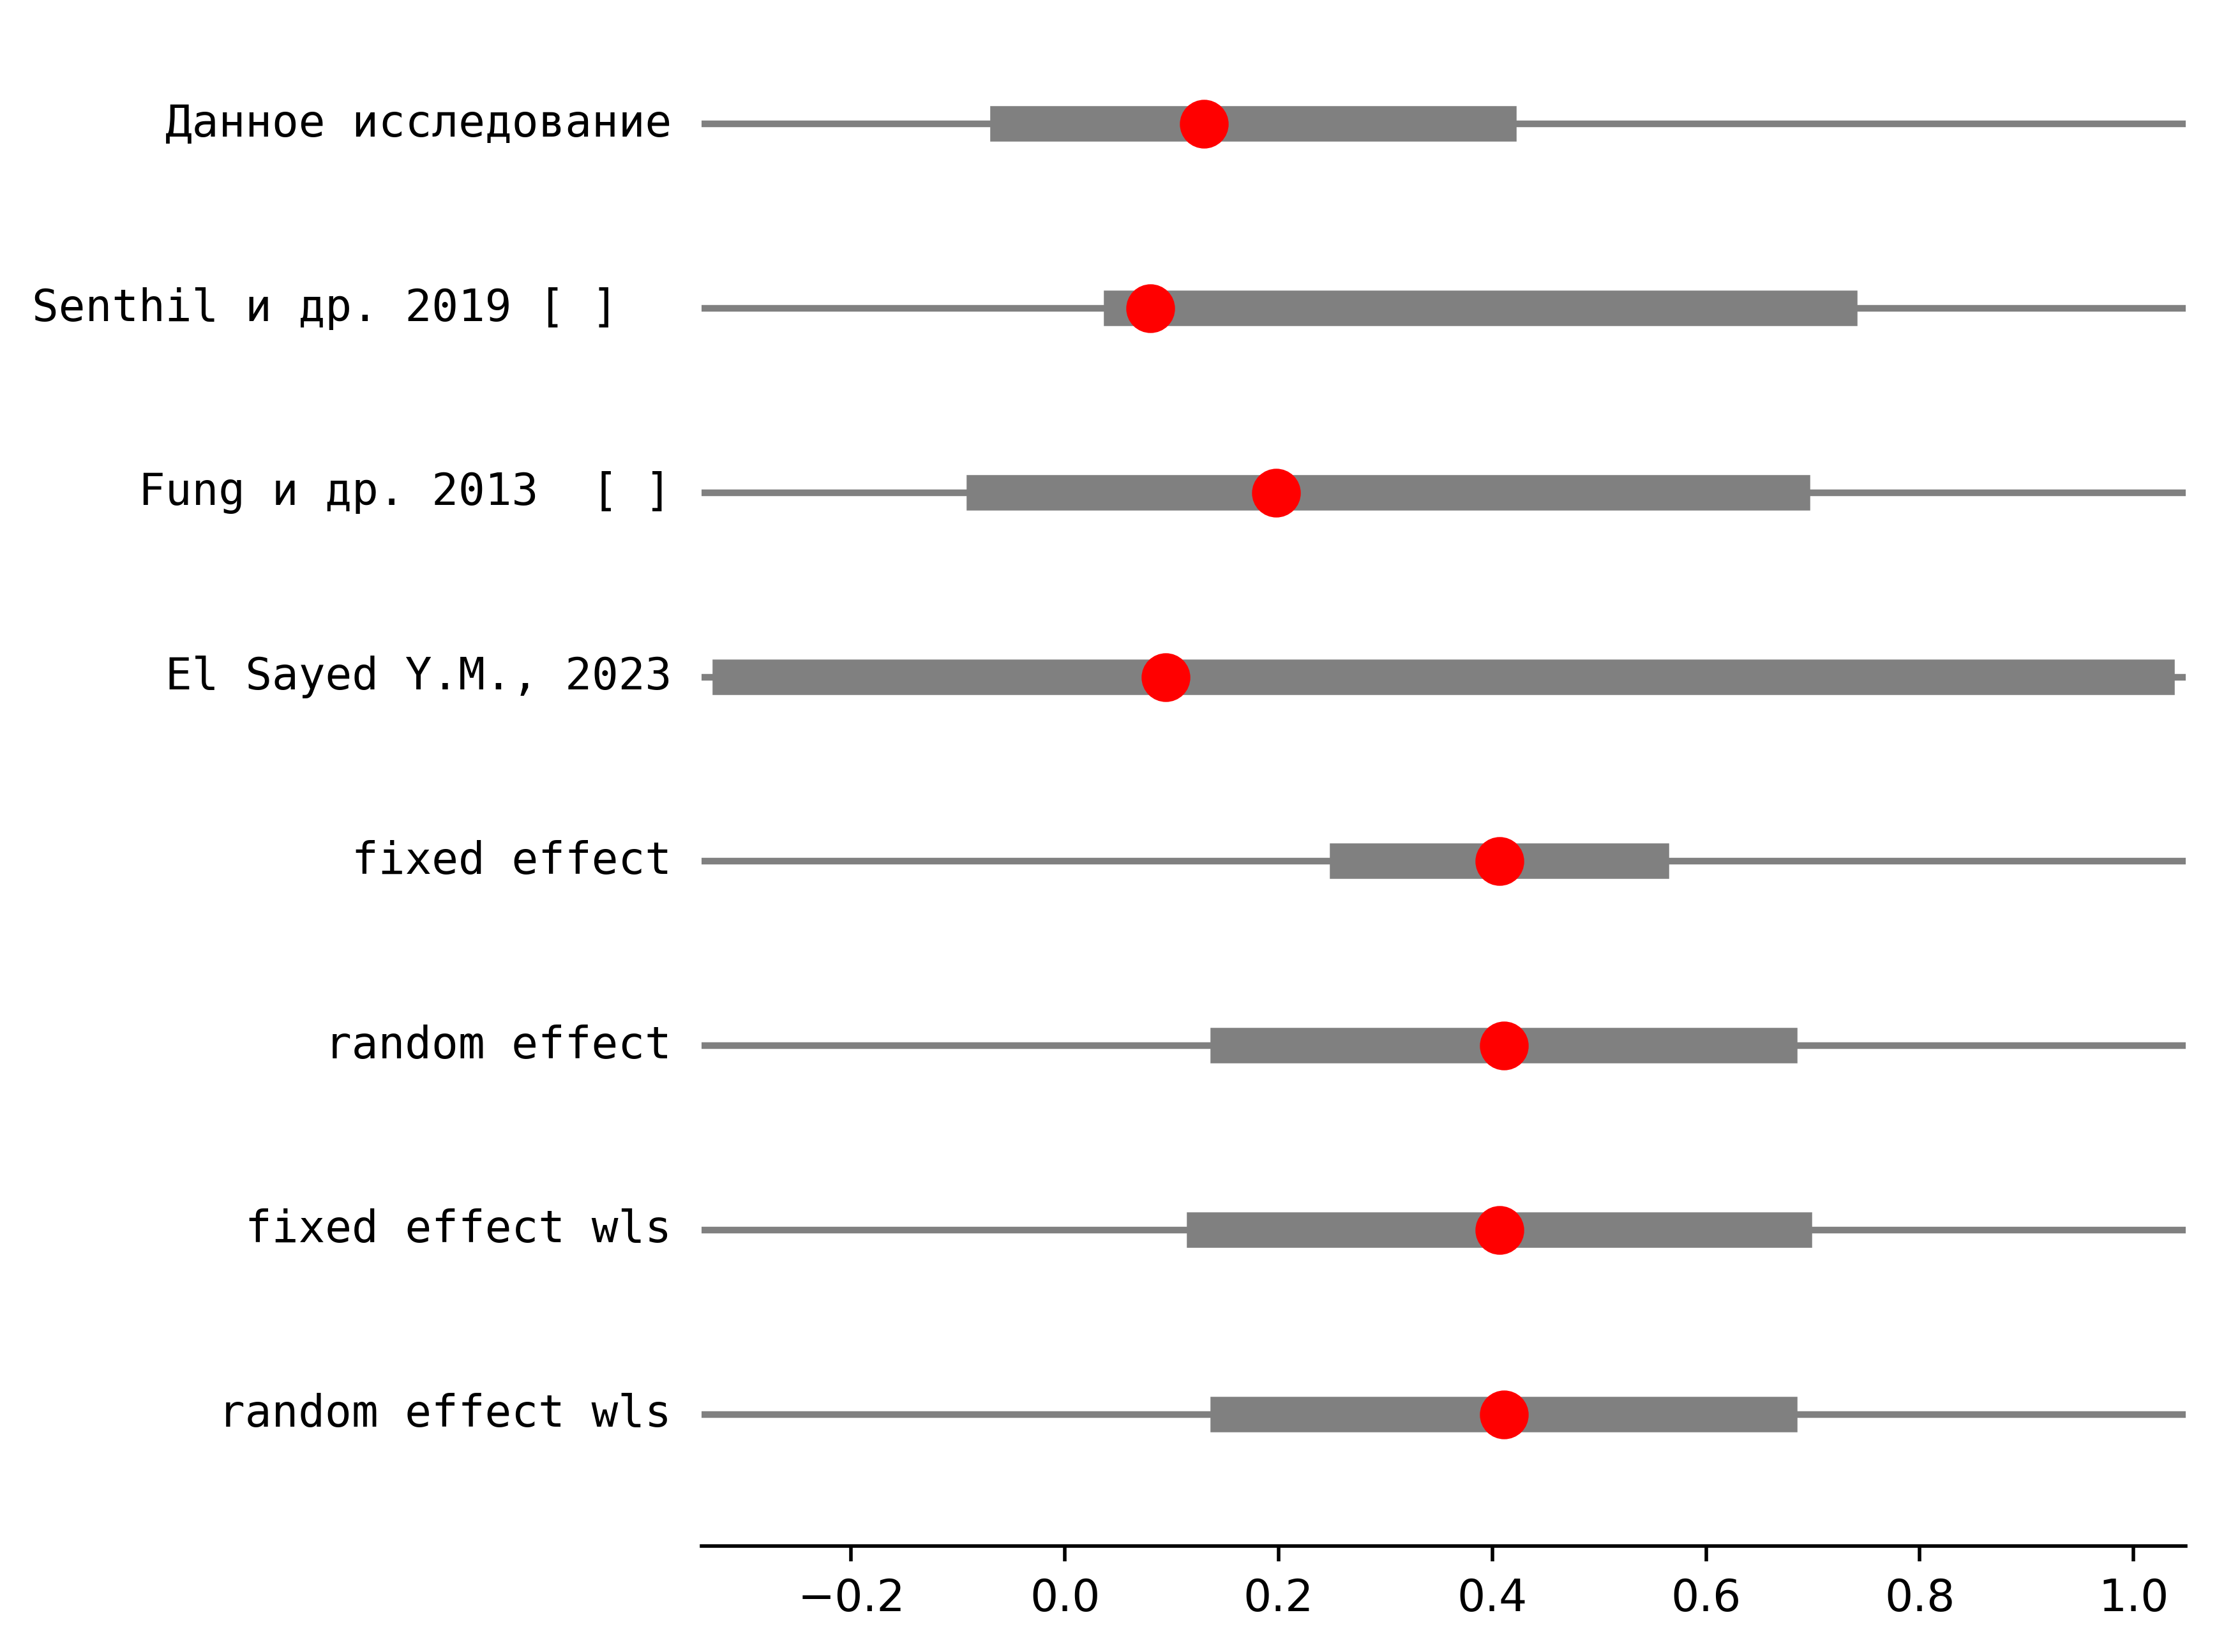 Данное исследование
Senthil и др. 2019 [ ]
Fung и др. 2013  [ ]
El Sayed Y.M., 2023
fixed effect
random effect
fixed effect wls
random effect wls
−0.2 0.0 0.2 0.4 0.6 0.8 1.0